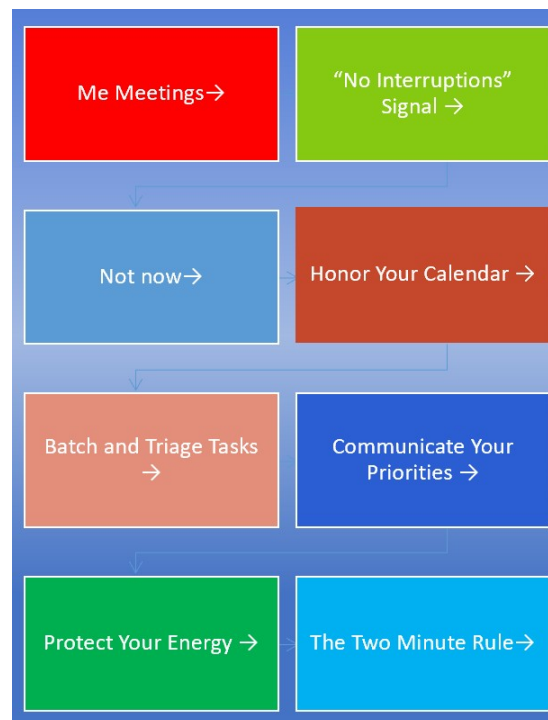 Me Meetings→
“No Interruptions”
Signal →
Not now→
Honor Your Calendar →
Batch and Triage Tasks
→
Communicate Your
Priorities →
Protect Your Energy →
The Two Minute Rule→